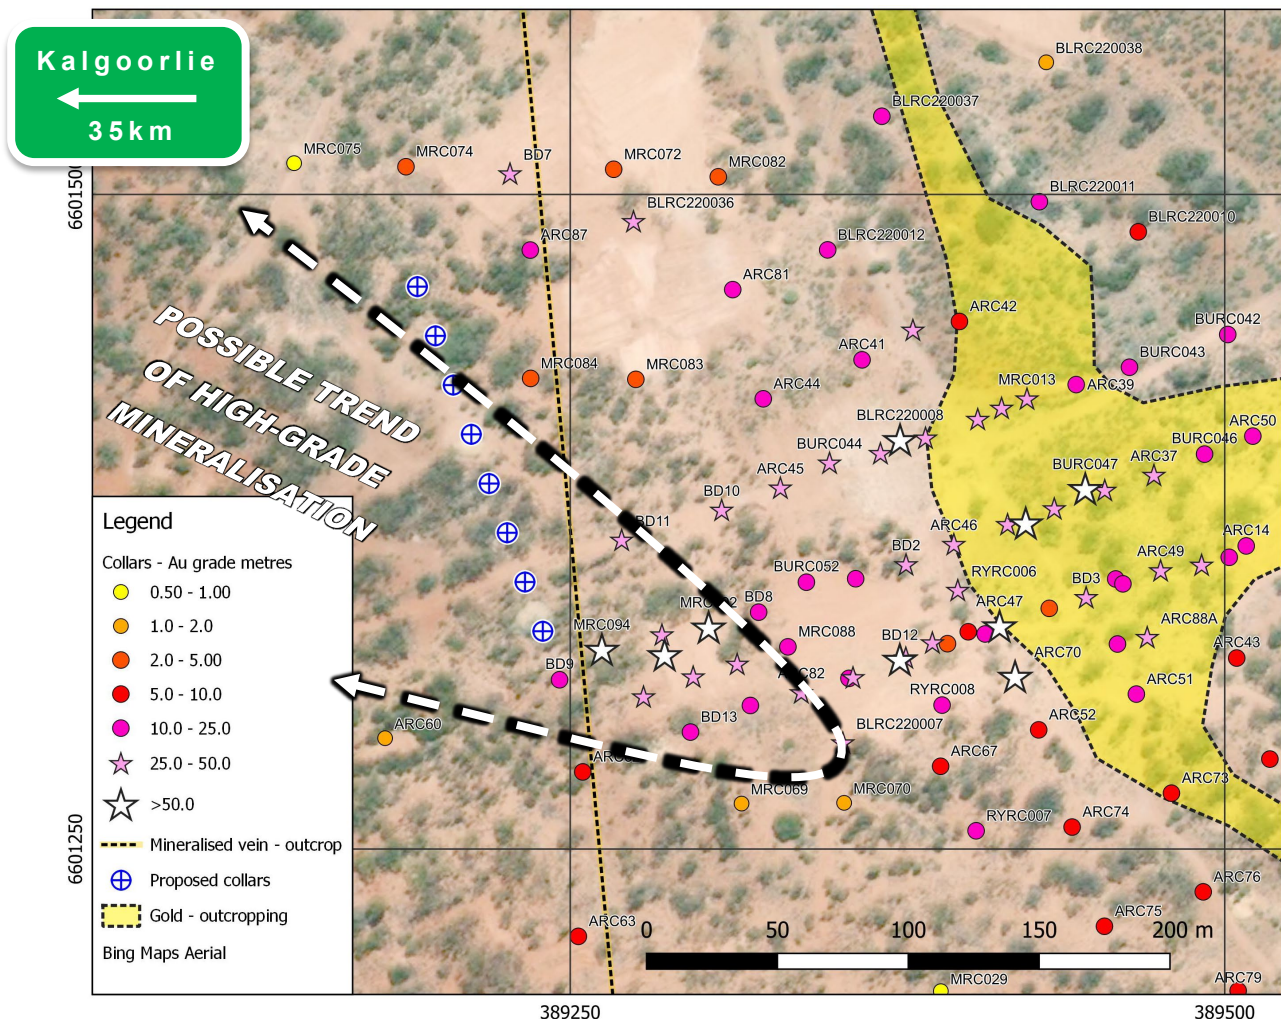 Kalgoorlie
35km
BLRC220038
BLRC220037
MRC075
MRC074
BD7
MRC072
MRC082
6601500
BLRC220036
BLRC220011
BLRC220010
ARC87
BLRC220012
ARC81
ARC42
BURC042
ARC41
BURC043
MRC084
MRC083
MRC013
ARC39
ARC44
POSSIBLE TREND
OF HIGH-GRADE
MINERALISATION
BLRC220008
ARC50
BURC046
BURC044
BURC047
ARC37
ARC45
BD10
BD11
ARC46
ARC14
BD2
ARC49
BURC052
RYRC006
BD3
BD8
ARC47
ARC88A
MRC094
BD12
MRC088
ARC43
ARC70
BD9
RYRC008
ARC51
BD13
BLRC220007
ARC52
ARC60
ARC67
MRC069
MRC070
ARC73
RYRC007
ARC74
6601250
ARC76
ARC75
ARC63
MRC029
ARC79
Legend
Collars - Au grade metres
0.50 - 1.00
1.0 - 2.0
2.0 - 5.00
5.0 - 10.0
10.0 - 25.0
25.0 - 50.0
>50.0
Mineralised vein - outcrop
Proposed collars
Gold - outcropping
Bing Maps Aerial
0 50 100 150 200 m
389250
389500